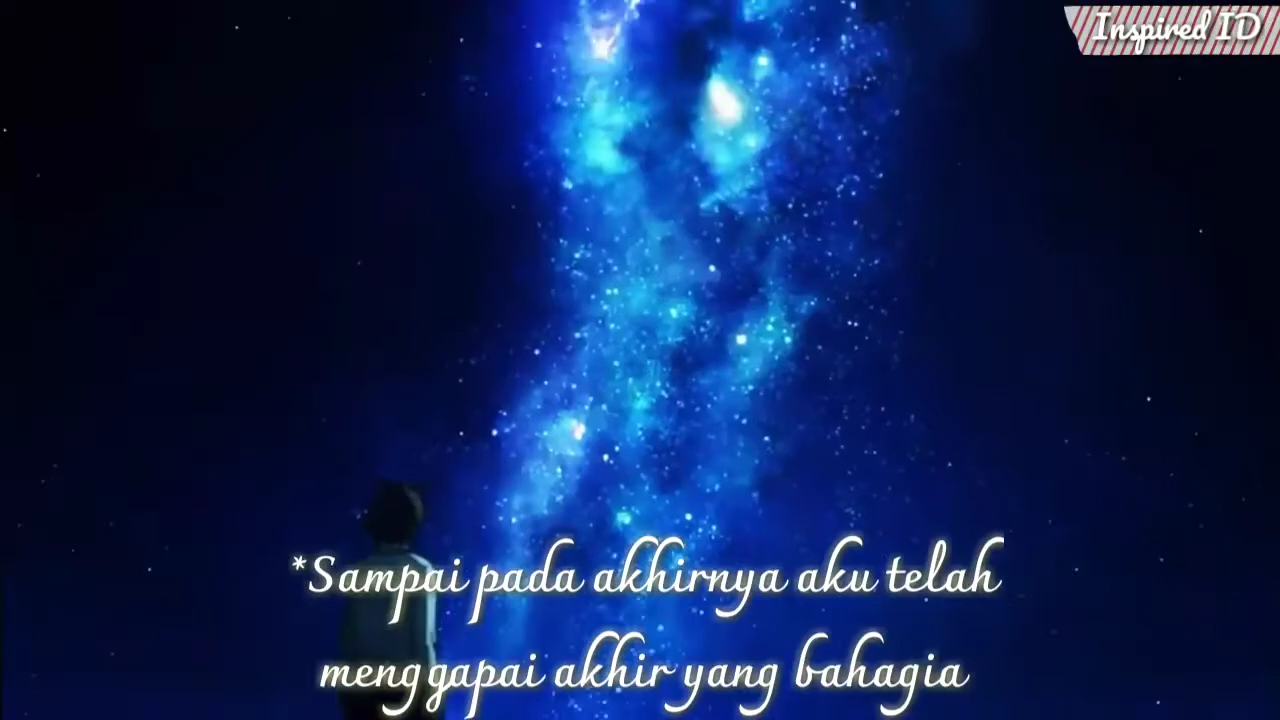 Inspired ID
*Sampai pada akhirnya aku telah
menggapai akhir yang bahagia